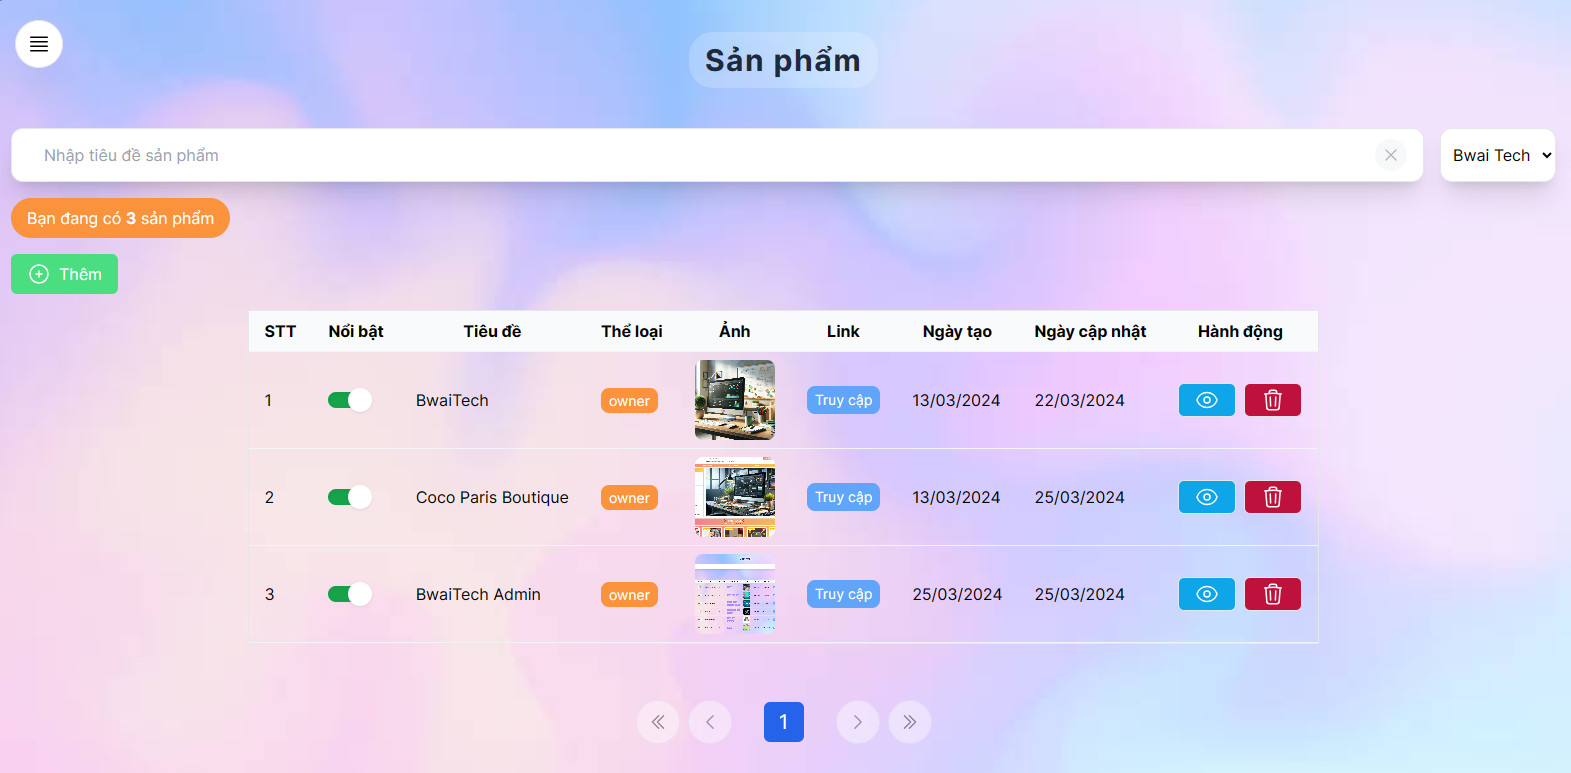 Sản phẩm
Nhập tiêu đề sản phẩm
Bwai Tech
Bạn đang có 3 sản phẩm
Thêm
STT Nổi bật Tiêu đề Thể loại Ảnh Link Ngày tạo Ngày cập nhật Hành động
1 BwaiTech owner Truy cập 13/03/2024 22/03/2024
2 Coco Paris Boutique owner Truy cập 13/03/2024 25/03/2024
3 BwaiTech Admin owner Truy cập 25/03/2024 25/03/2024
1